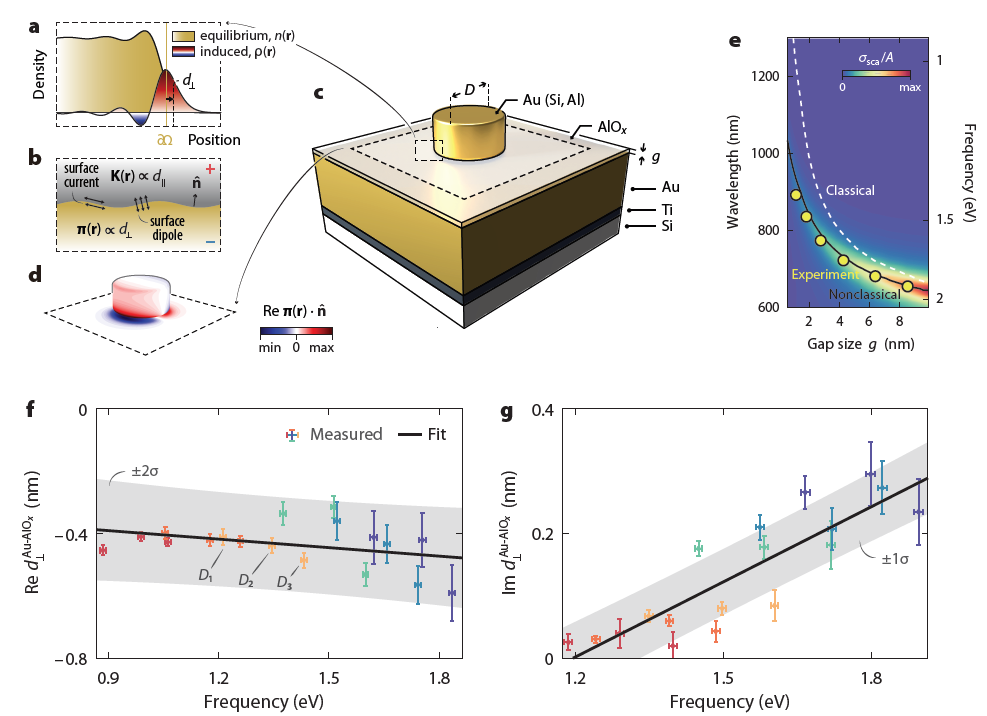 a
equilibrium, n(r)
induced, ρ(r)
Density
d⊥
∂Ω
Position
b
surface
current
K(r) ∝ d∥
n̂
+
π(r) ∝ d⊥
surface
dipole
−
c
D
Au (Si, Al)
AlOx
g
Au
Ti
Si
d
Re π(r) · n̂
min 0 max
e
σsca/A
0 max
Classical
Experiment
Nonclassical
Wavelength (nm)
1200
1000
800
600
2 4 6 8
Gap size g (nm)
1
1.5
2
Frequency (eV)
f
Measured
Fit
±2σ
D1
D2
D3
Re d⊥Au-AlOx (nm)
0
−0.4
−0.8
0.9 1.2 1.5 1.8
Frequency (eV)
g
±1σ
Im d⊥Au-AlOx (nm)
0.4
0.2
0
1.2 1.5 1.8
Frequency (eV)